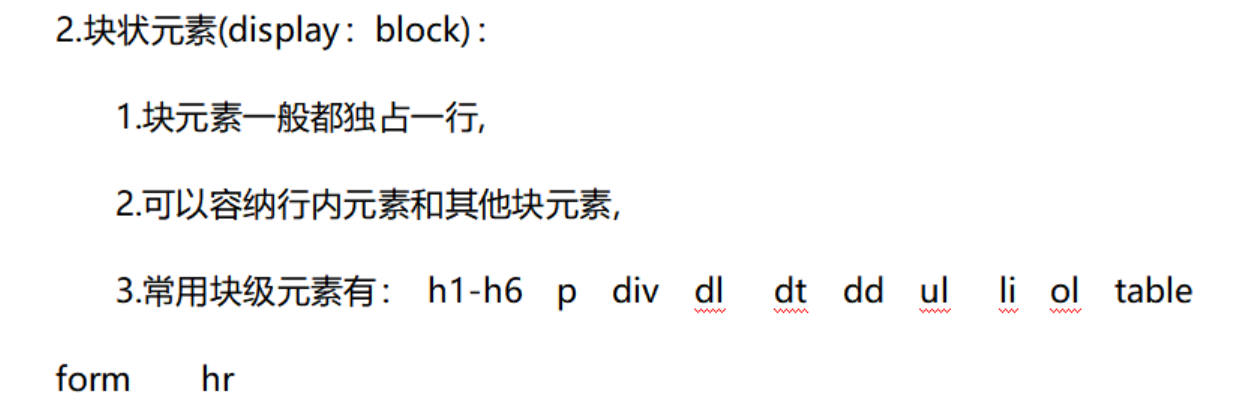 2.块状元素(display：block)：
1.块元素一般都独占一行,
2.可以容纳行内元素和其他块元素,
3.常用块级元素有： h1-h6 p div dl dt dd ul li ol table
form hr